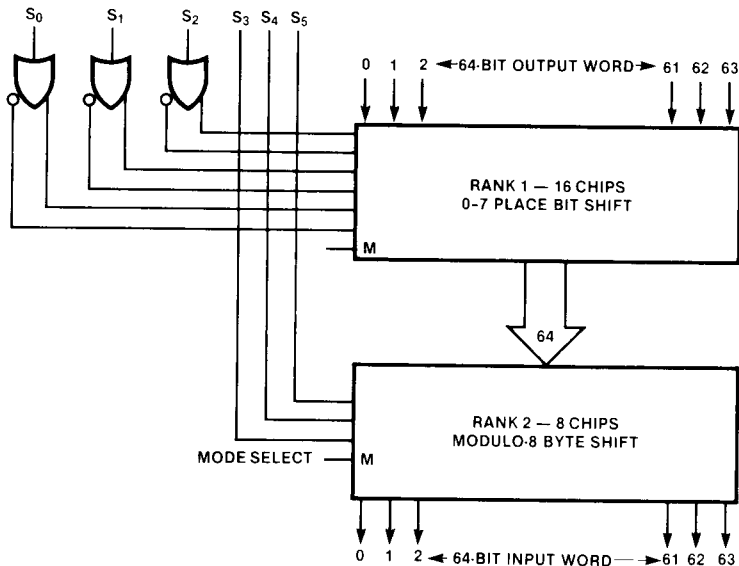 S0 S1 S2 S3 S4 S5
0 1 2 64-BIT OUTPUT WORD 61 62 63
RANK 1 — 16 CHIPS
0-7 PLACE BIT SHIFT
M
64
RANK 2 — 8 CHIPS
MODULO-8 BYTE SHIFT
MODE SELECT M
0 1 2 64-BIT INPUT WORD 61 62 63